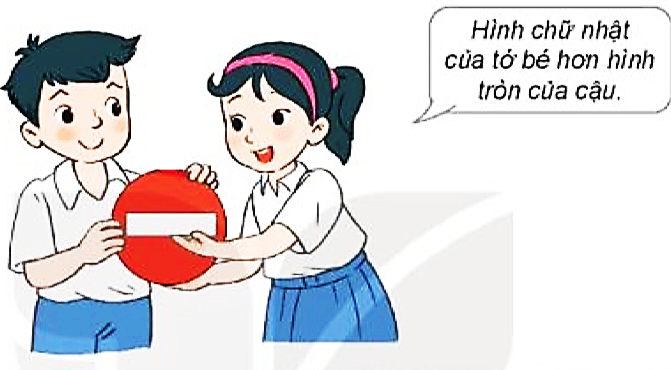 Hình chữ nhật
của tớ bé hơn hình
tròn của cậu.